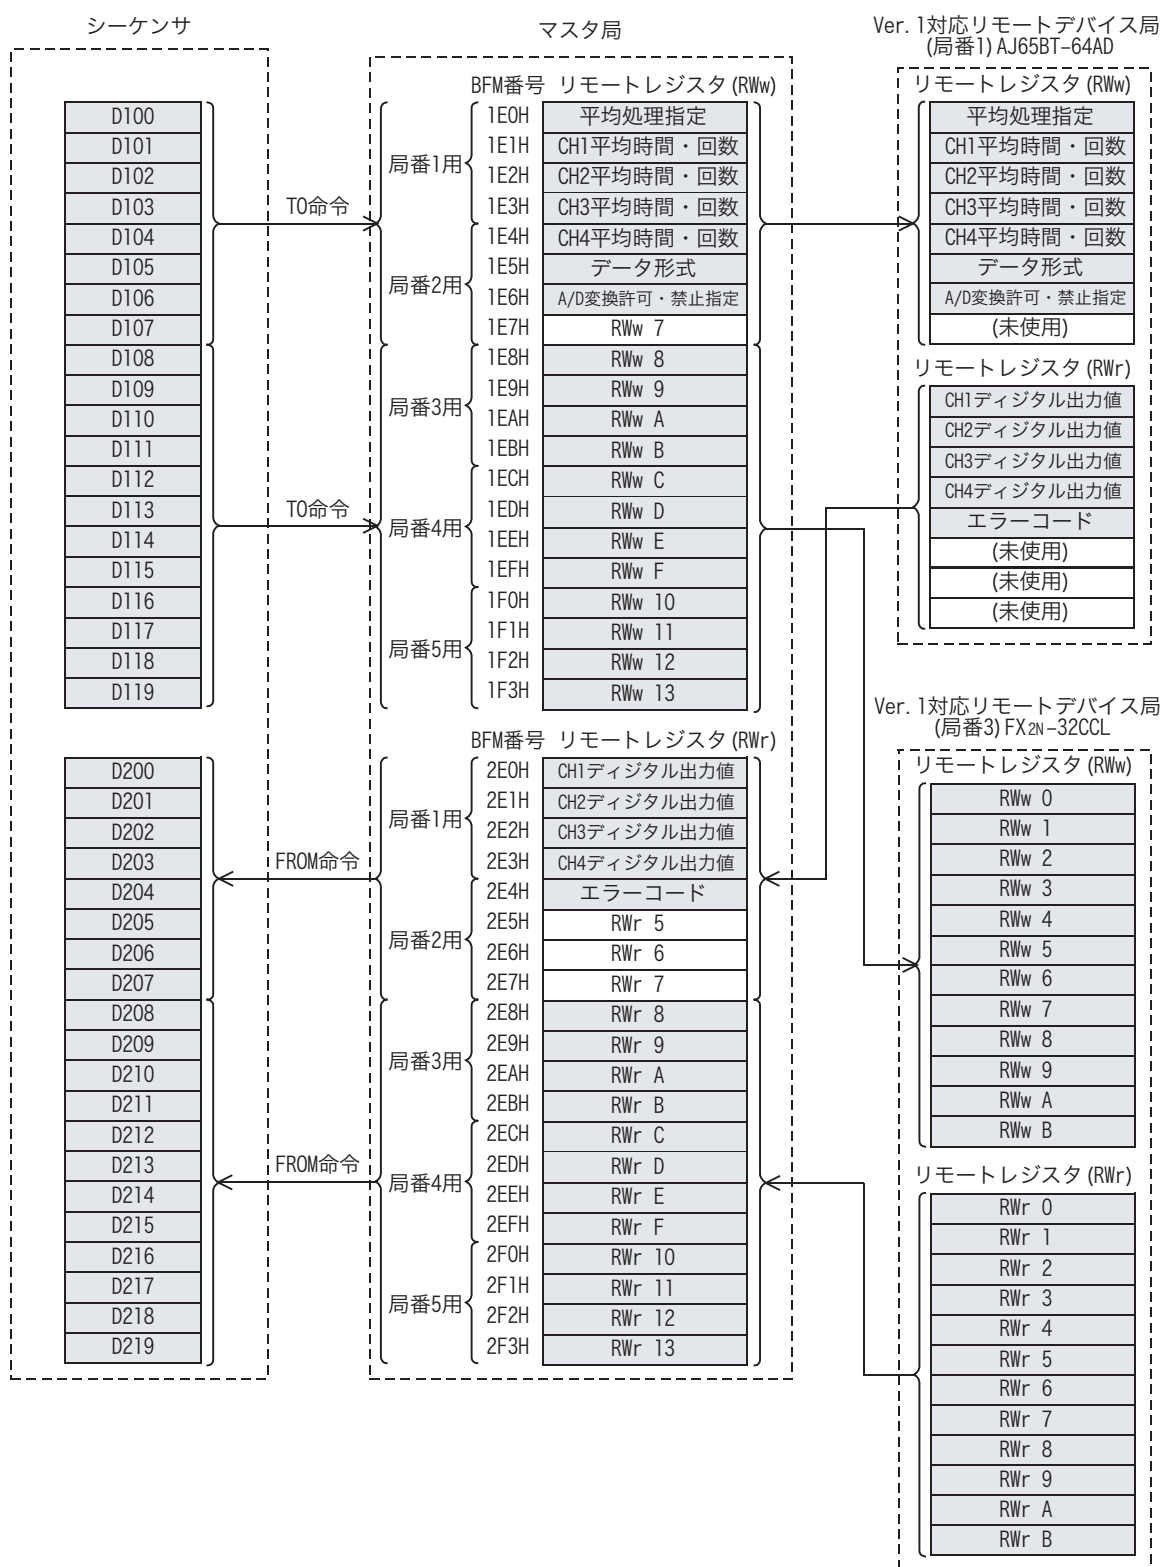 シーケンサ
D100
D101
D102
D103
D104
D105
D106
D107
D108
D109
D110
D111
D112
D113
D114
D115
D116
D117
D118
D119
D200
D201
D202
D203
D204
D205
D206
D207
D208
D209
D210
D211
D212
D213
D214
D215
D216
D217
D218
D219
TO命令
TO命令
FROM命令
FROM命令
マスタ局
BFM番号 リモートレジスタ(RWw)
局番1用
局番2用
局番3用
局番4用
局番5用
1E0H 平均処理指定
1E1H CH1平均時間・回数
1E2H CH2平均時間・回数
1E3H CH3平均時間・回数
1E4H CH4平均時間・回数
1E5H データ形式
1E6H A/D変換許可・禁止指定
1E7H RWw 7
1E8H RWw 8
1E9H RWw 9
1EAH RWw A
1EBH RWw B
1ECH RWw C
1EDH RWw D
1EEH RWw E
1EFH RWw F
1F0H RWw 10
1F1H RWw 11
1F2H RWw 12
1F3H RWw 13
BFM番号 リモートレジスタ(RWr)
局番1用
局番2用
局番3用
局番4用
局番5用
2E0H CH1ディジタル出力値
2E1H CH2ディジタル出力値
2E2H CH3ディジタル出力値
2E3H CH4ディジタル出力値
2E4H エラーコード
2E5H RWr 5
2E6H RWr 6
2E7H RWr 7
2E8H RWr 8
2E9H RWr 9
2EAH RWr A
2EBH RWr B
2ECH RWr C
2EDH RWr D
2EEH RWr E
2EFH RWr F
2F0H RWr 10
2F1H RWr 11
2F2H RWr 12
2F3H RWr 13
Ver.1対応リモートデバイス局
(局番1)AJ65BT-64AD
リモートレジスタ(RWw)
平均処理指定
CH1平均時間・回数
CH2平均時間・回数
CH3平均時間・回数
CH4平均時間・回数
データ形式
A/D変換許可・禁止指定
(未使用)
リモートレジスタ(RWr)
CH1ディジタル出力値
CH2ディジタル出力値
CH3ディジタル出力値
CH4ディジタル出力値
エラーコード
(未使用)
(未使用)
(未使用)
Ver.1対応リモートデバイス局
(局番3)FX2N-32CCL
リモートレジスタ(RWw)
RWw 0
RWw 1
RWw 2
RWw 3
RWw 4
RWw 5
RWw 6
RWw 7
RWw 8
RWw 9
RWw A
RWw B
リモートレジスタ(RWr)
RWr 0
RWr 1
RWr 2
RWr 3
RWr 4
RWr 5
RWr 6
RWr 7
RWr 8
RWr 9
RWr A
RWr B